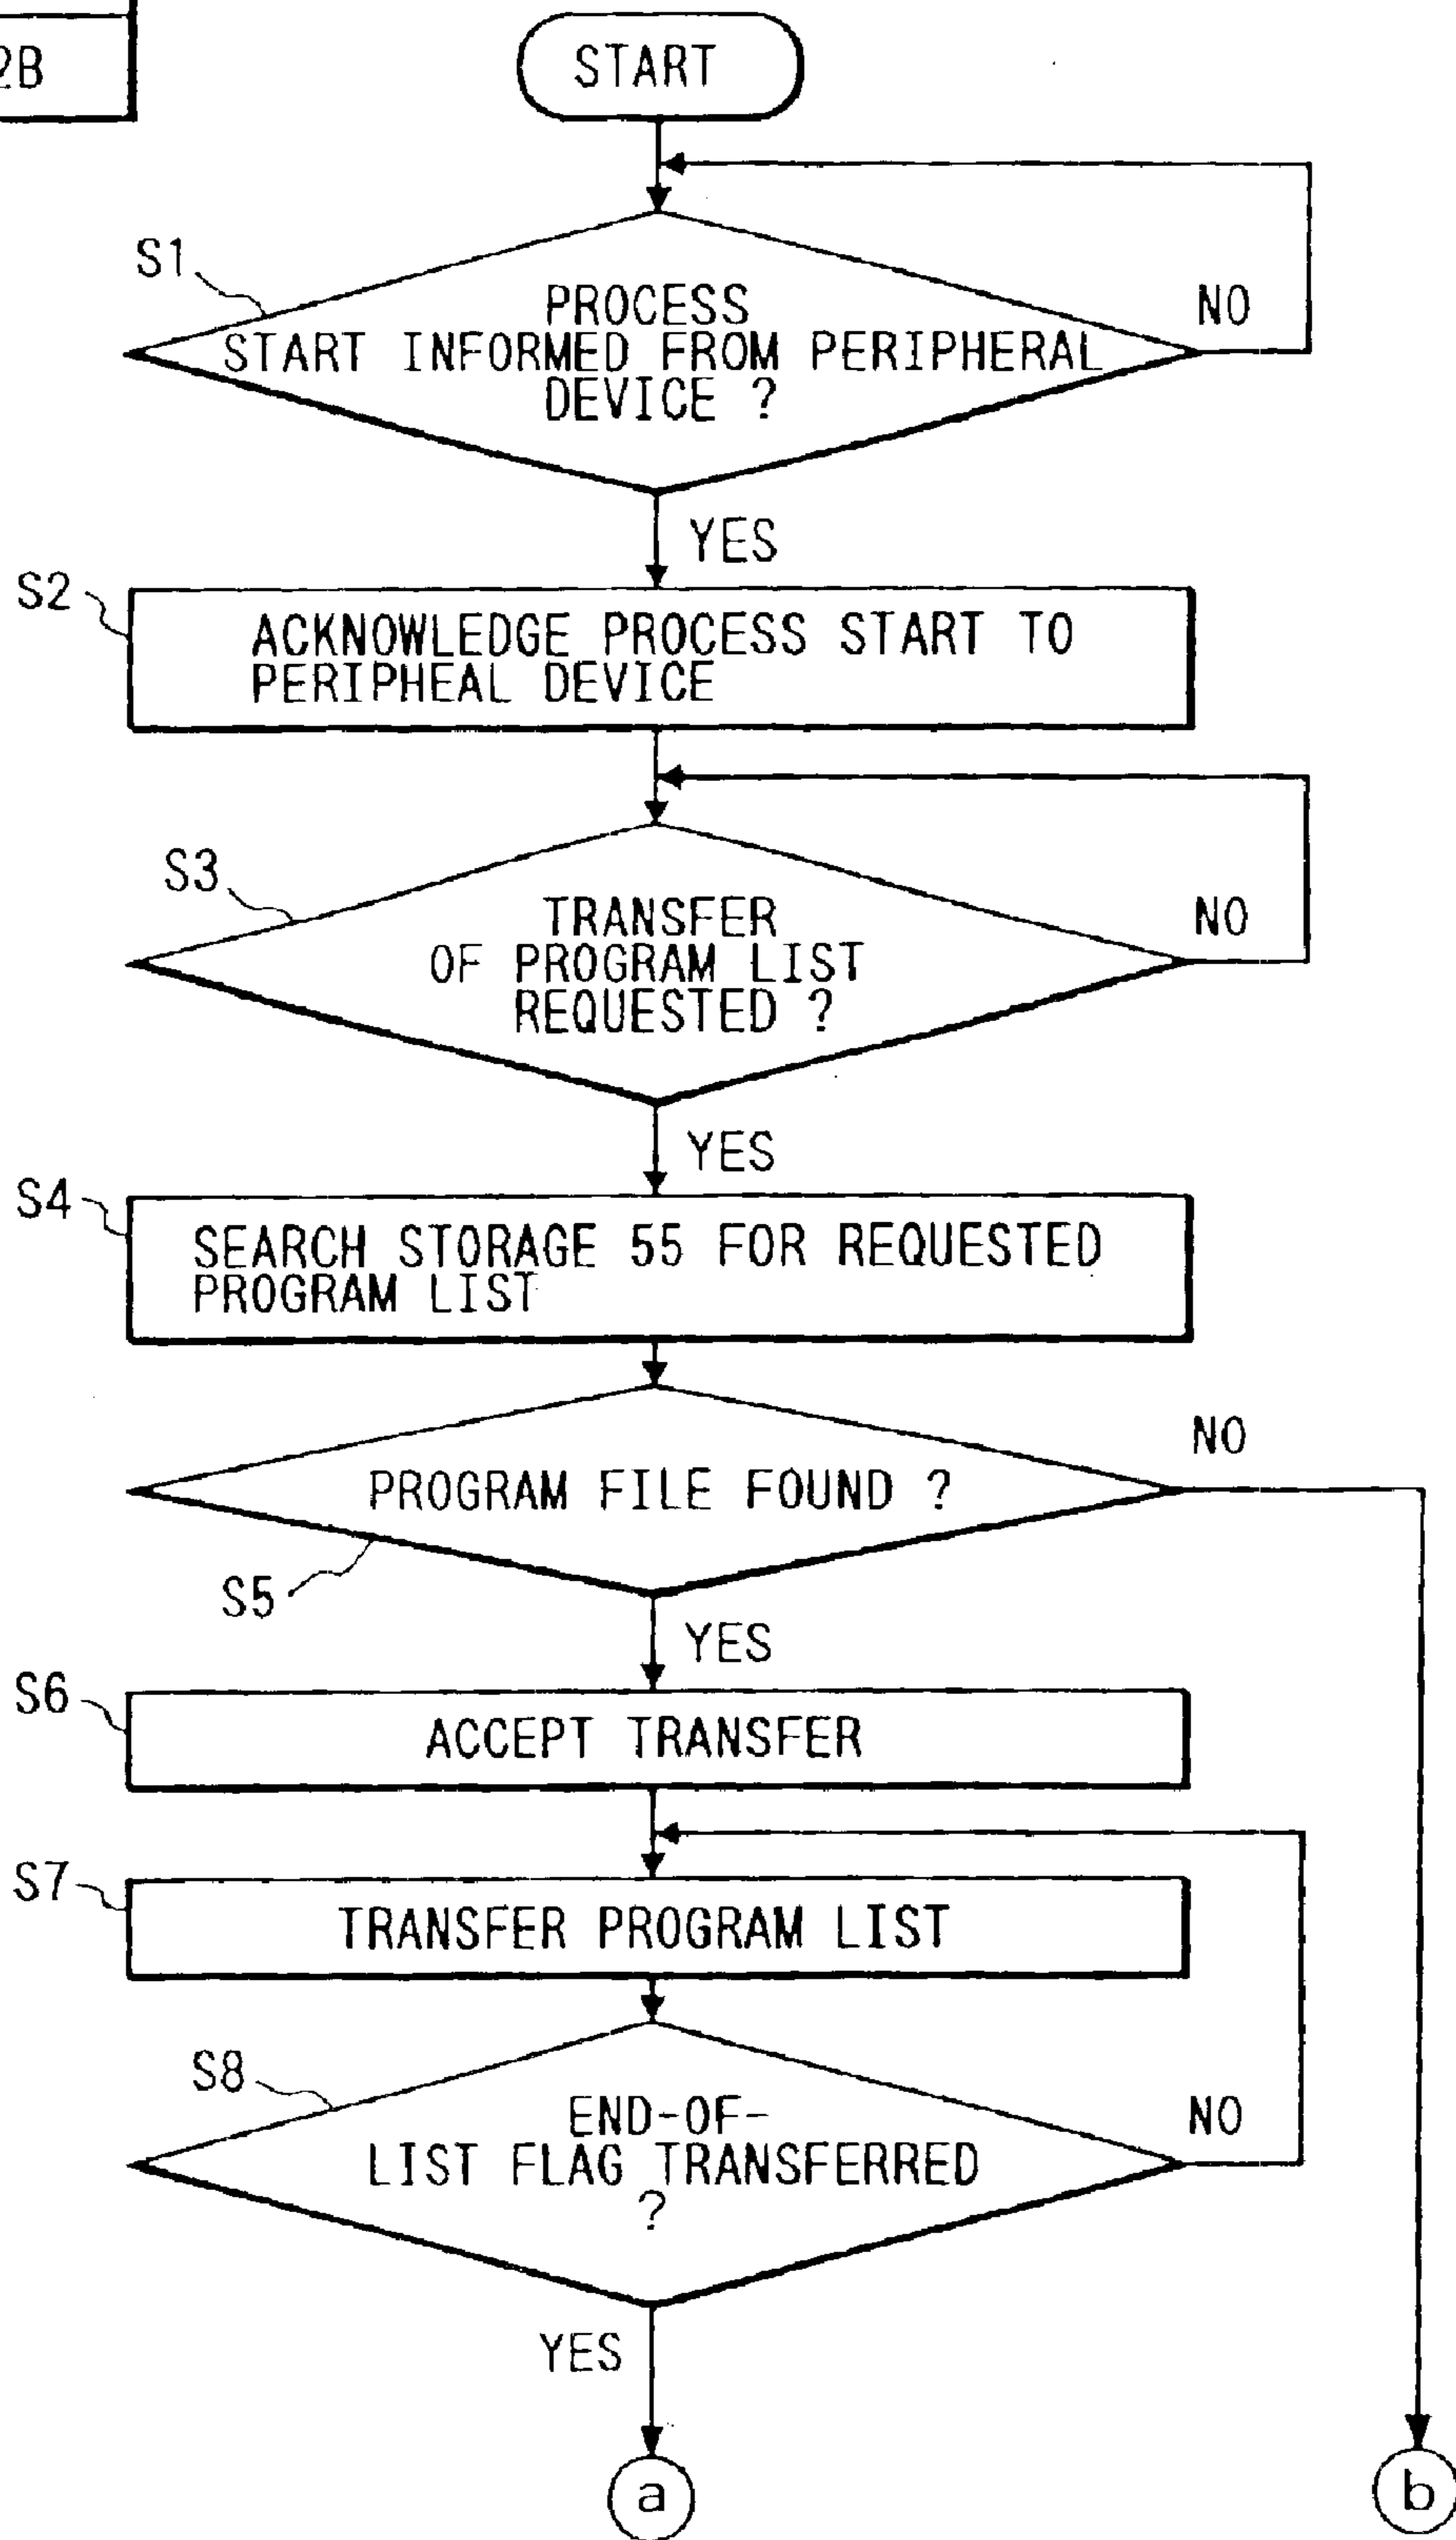 2B
START
S1
PROCESS
START INFORMED FROM PERIPHERAL
DEVICE ?
NO
YES
S2
ACKNOWLEDGE PROCESS START TO
PERIPHEAL DEVICE
S3
TRANSFER
OF PROGRAM LIST
REQUESTED ?
NO
YES
S4
SEARCH STORAGE 55 FOR REQUESTED
PROGRAM LIST
PROGRAM FILE FOUND ?
NO
S5
YES
S6
ACCEPT TRANSFER
S7
TRANSFER PROGRAM LIST
S8
END-OF-
LIST FLAG TRANSFERRED
?
NO
YES
a
b